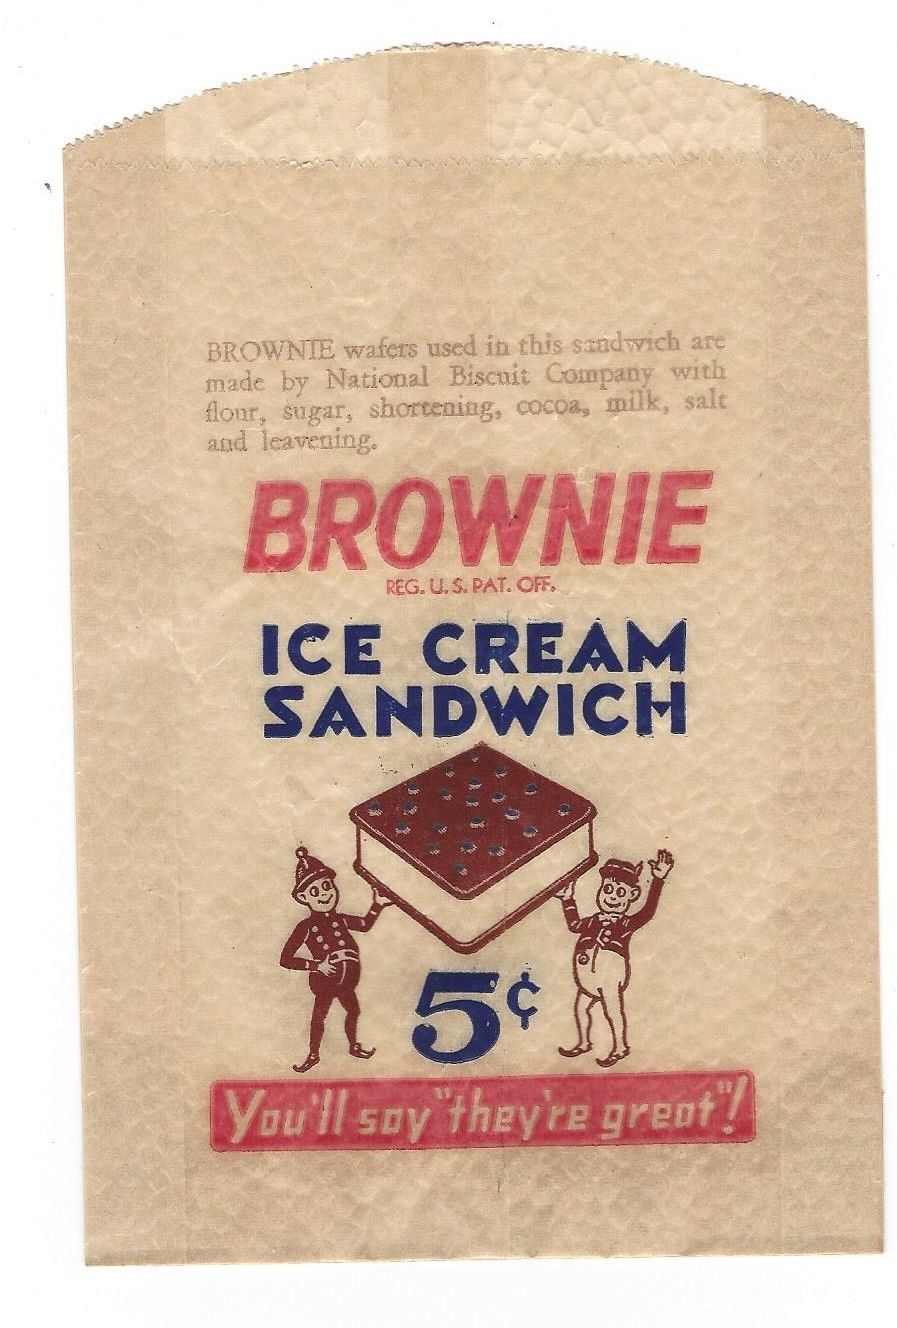 BROWNIE wafers used in this sandwich are
made by National Biscuit Company with
flour, sugar, shortening, cocoa, milk, salt
and leavening.
BROWNIE
REG. U.S. PAT. OFF.
ICE CREAM
SANDWICH
5¢
You'll say "they're great"!